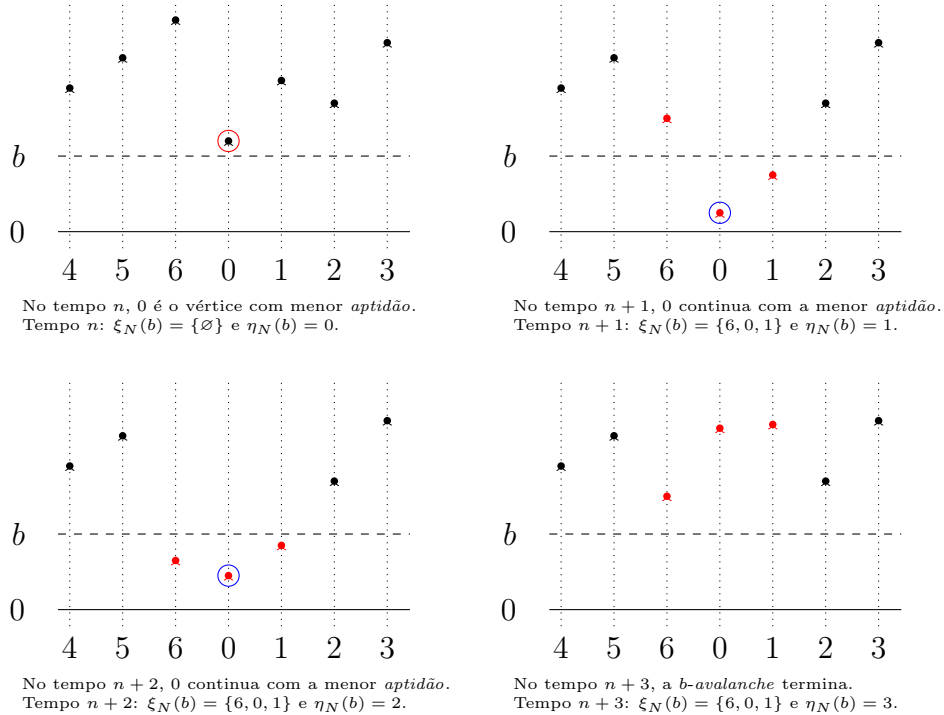 b
0
4 5 6 0 1 2 3
No tempo n, 0 é o vértice com menor aptidão.
Tempo n: ξ_N(b) = {∅} e η_N(b) = 0.
b
0
4 5 6 0 1 2 3
No tempo n + 1, 0 continua com a menor aptidão.
Tempo n + 1: ξ_N(b) = {6, 0, 1} e η_N(b) = 1.
b
0
4 5 6 0 1 2 3
No tempo n + 2, 0 continua com a menor aptidão.
Tempo n + 2: ξ_N(b) = {6, 0, 1} e η_N(b) = 2.
b
0
4 5 6 0 1 2 3
No tempo n + 3, a b-avalanche termina.
Tempo n + 3: ξ_N(b) = {6, 0, 1} e η_N(b) = 3.